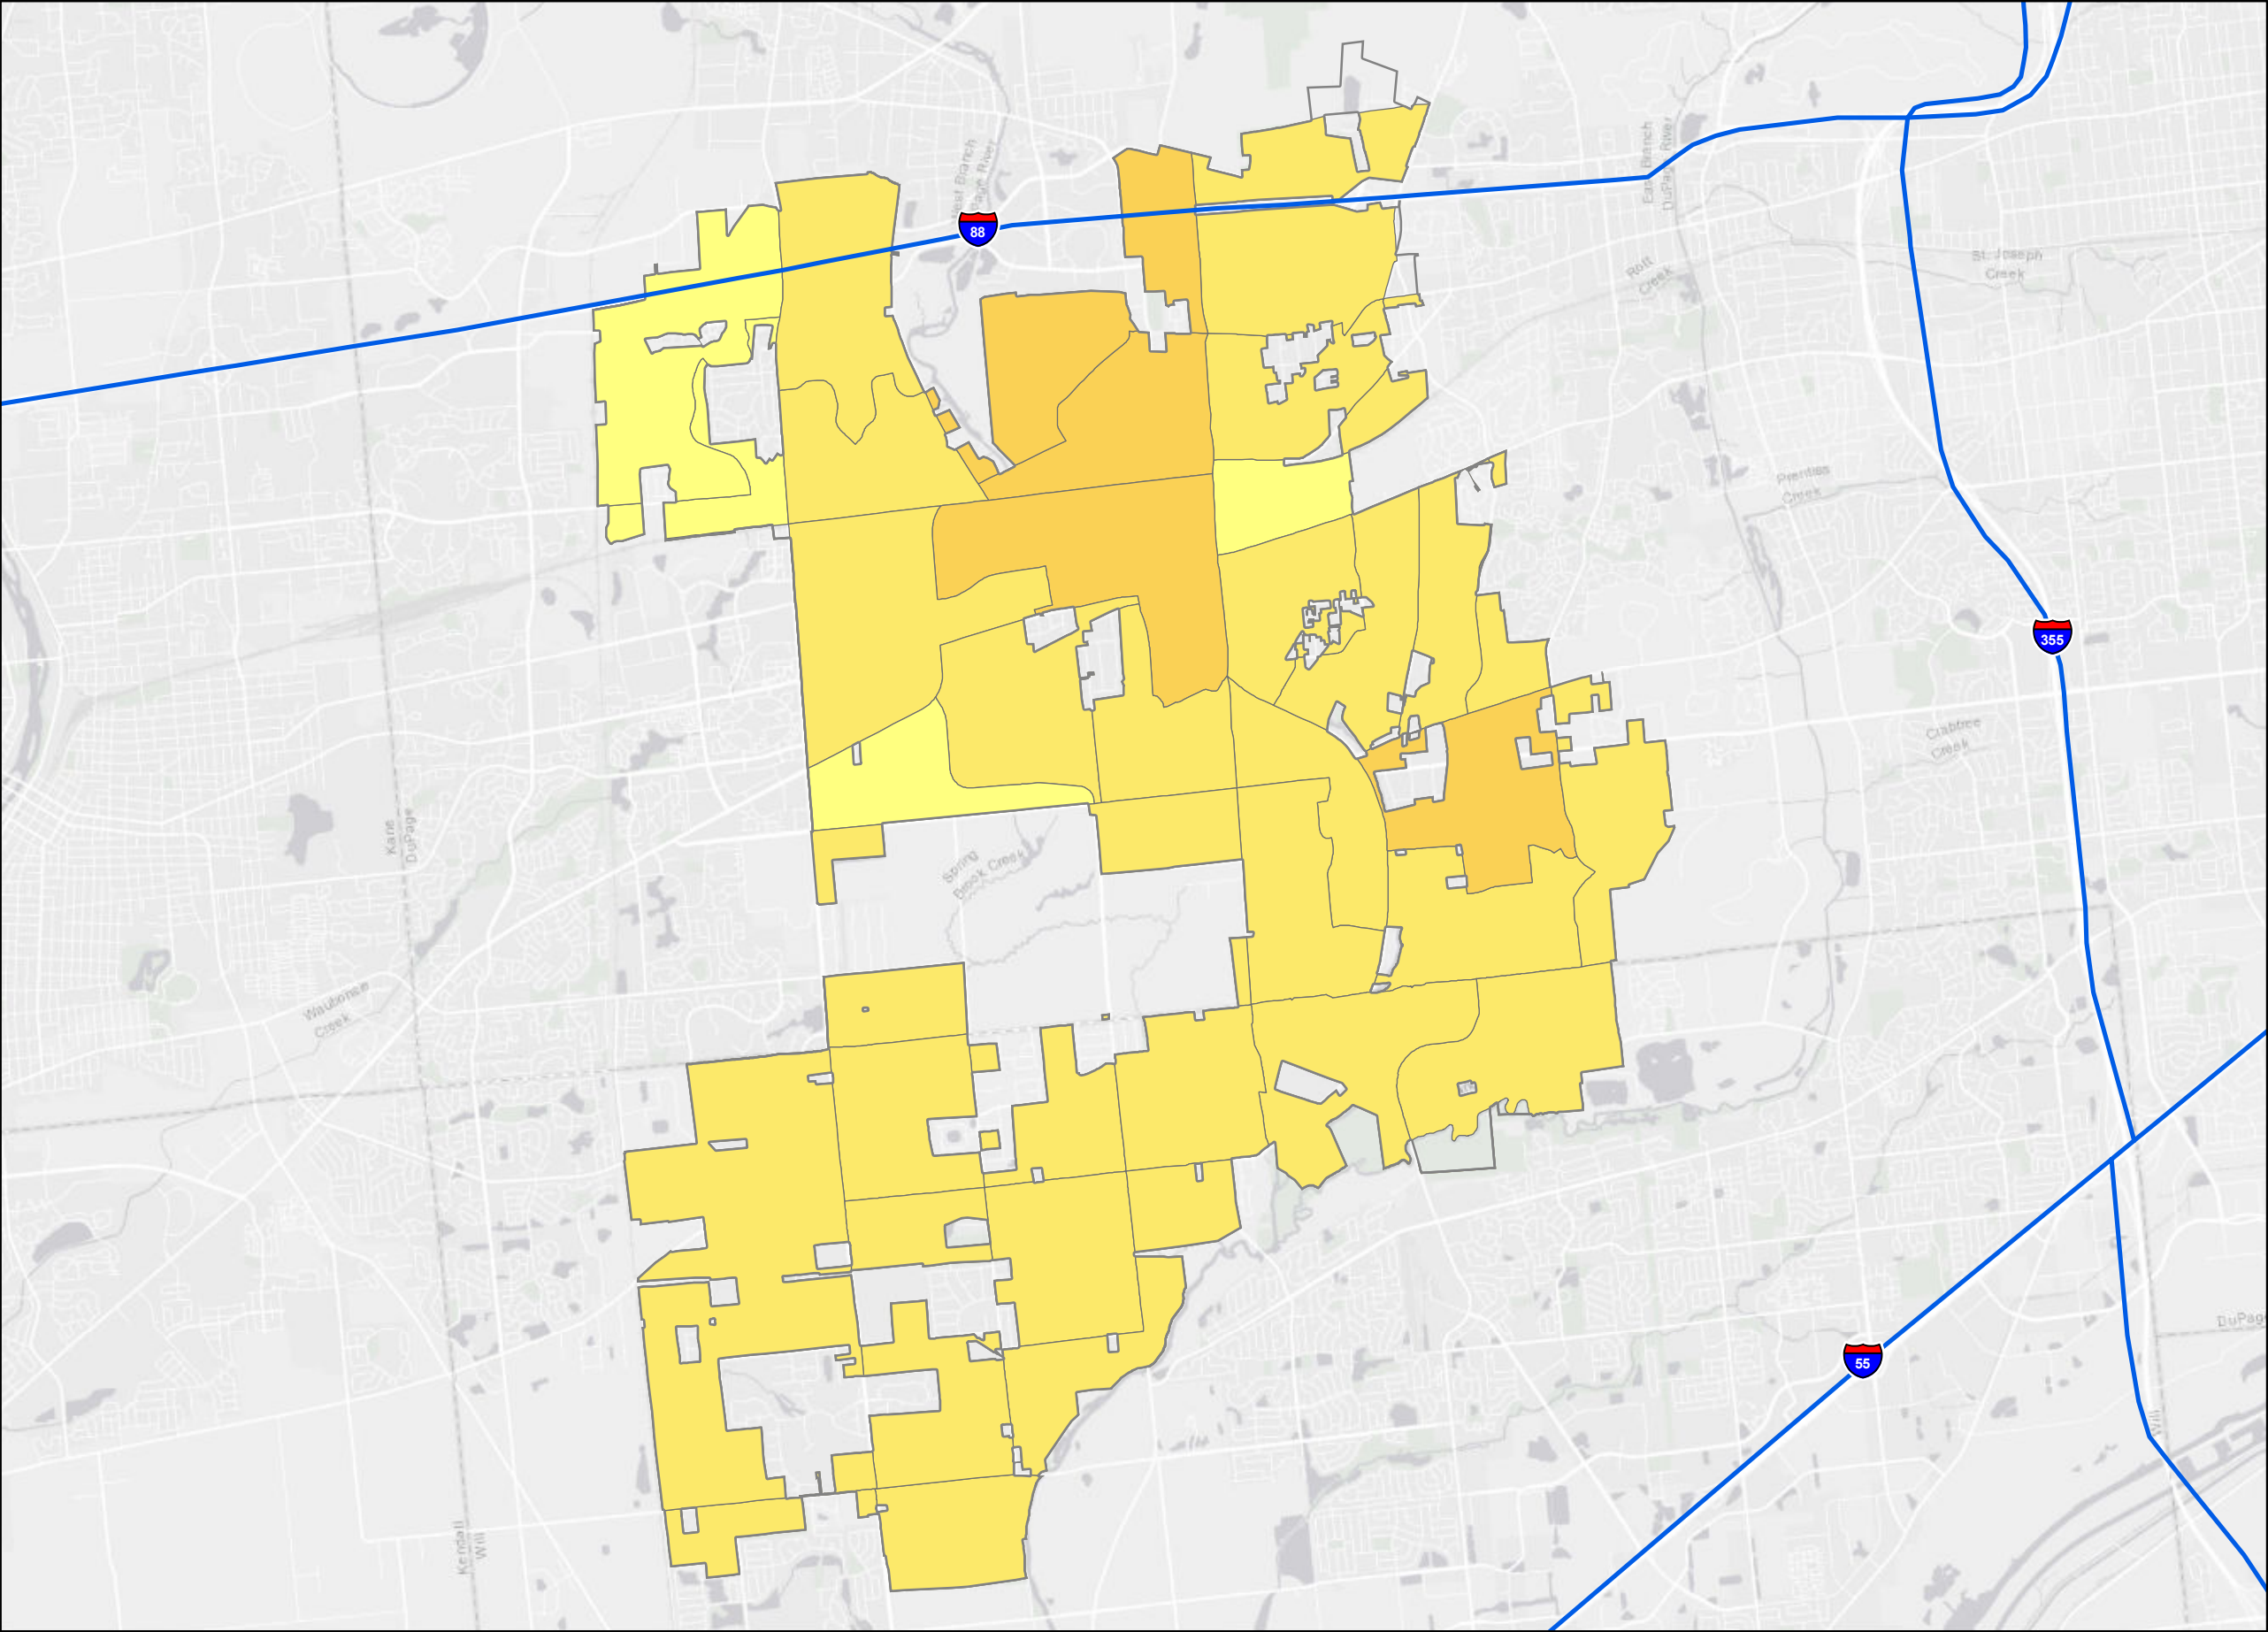 West Branch
DuPage River
88
East Branch
DuPage River
St. Joseph
Creek
Rott
Creek
Prentiss
Creek
355
Crabtree
Creek
Kane
DuPage
Spring
Brook Creek
Waubonsie
Creek
DuPage
55
Will
Kendall
Will